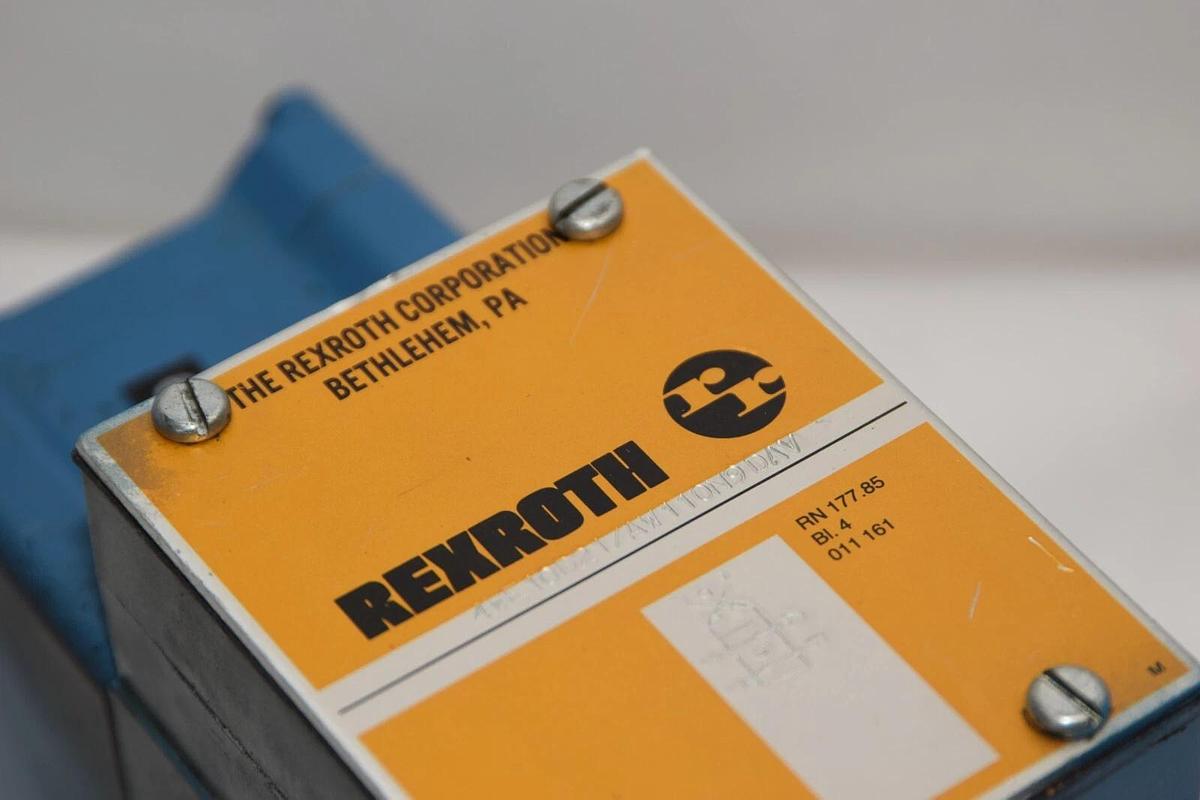 THE REXROTH CORPORATION
BETHLEHEM, PA
REXROTH
RN 177.85
Bl. 4
011 161
M